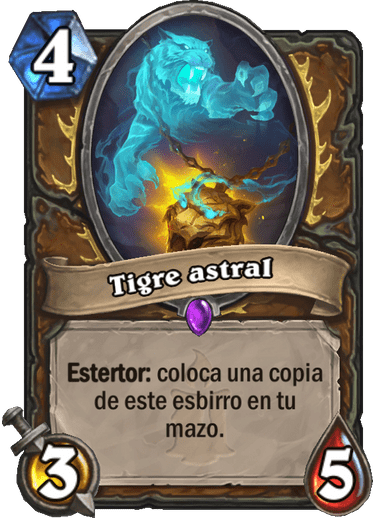 4
Tigre astral
Estertor: coloca una copia
de este esbirro en tu
mazo.
3
5